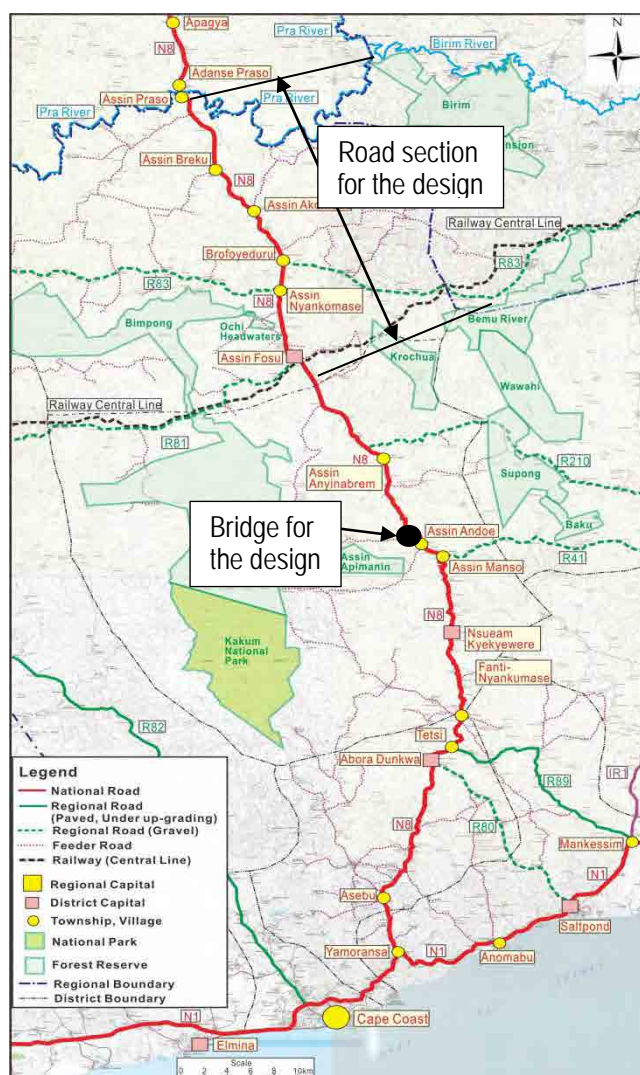 Apagya
N
N8
Pra River
Birim River
Adanse Praso
Assin Praso
Pra River
Pra River
Birim
Road section
for the design
Assin Breku
N8
Railway Central Line
Brofoyeduru
R83
R83
N8
Assin
Nyankomase
Bimpong
Ochi
Headwaters
Bemu River
Assin Fosu
Krochua
Wawahi
Railway Central Line
R81
N8
Assin
Anyinabrem
R210
Supong
Bridge for
the design
Baku
Assin Andoe
Assin
Apimanin
Assin Manso
R41
N8
Kakum
National
Park
Nsueam
Kyekyewere
Fanti-
Nyankumase
R82
Tetsi
Abora Dunkwa
R89
IR1
Legend
National Road
Regional Road
(Paved, Under up-grading)
Regional Road (Gravel)
Feeder Road
Railway (Central Line)
Regional Capital
District Capital
Township, Village
National Park
Forest Reserve
Regional Boundary
District Boundary
N8
R80
Mankessim
N1
Asebu
Saltpond
Yamoransa
N1
Anomabu
N1
Cape Coast
Elmina
Scale
0 2 4 6 8 10km